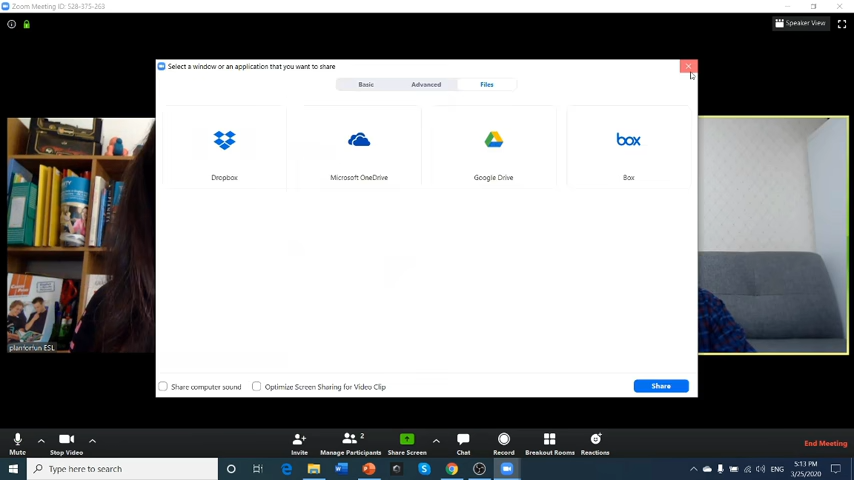 Zoom Meeting ID: 528-375-263
Speaker View
Select a window or an application that you want to share
Basic Advanced Files
Dropbox Microsoft OneDrive Google Drive box Box
planforfun ESL
Share computer sound Optimize Screen Sharing for Video Clip Share
Mute Stop Video Invite Manage Participants 2 Share Screen Chat Record Breakout Rooms Reactions End Meeting
Type here to search
ENG 5:13 PM
3/25/2020